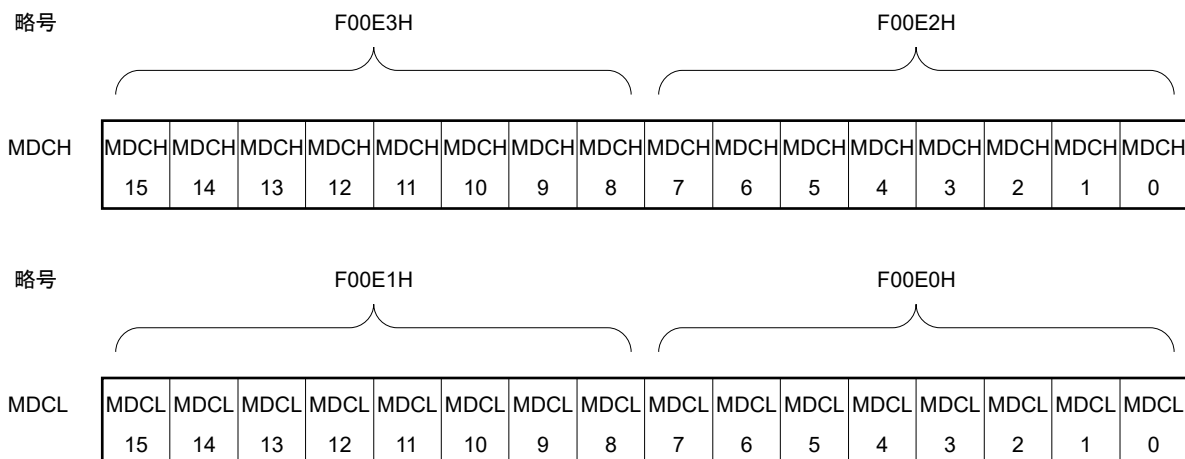 略号 F00E3H F00E2H
MDCH MDCH MDCH MDCH MDCH MDCH MDCH MDCH MDCH MDCH MDCH MDCH MDCH MDCH MDCH MDCH MDCH
15 14 13 12 11 10 9 8 7 6 5 4 3 2 1 0
略号 F00E1H F00E0H
MDCL MDCL MDCL MDCL MDCL MDCL MDCL MDCL MDCL MDCL MDCL MDCL MDCL MDCL MDCL MDCL MDCL
15 14 13 12 11 10 9 8 7 6 5 4 3 2 1 0